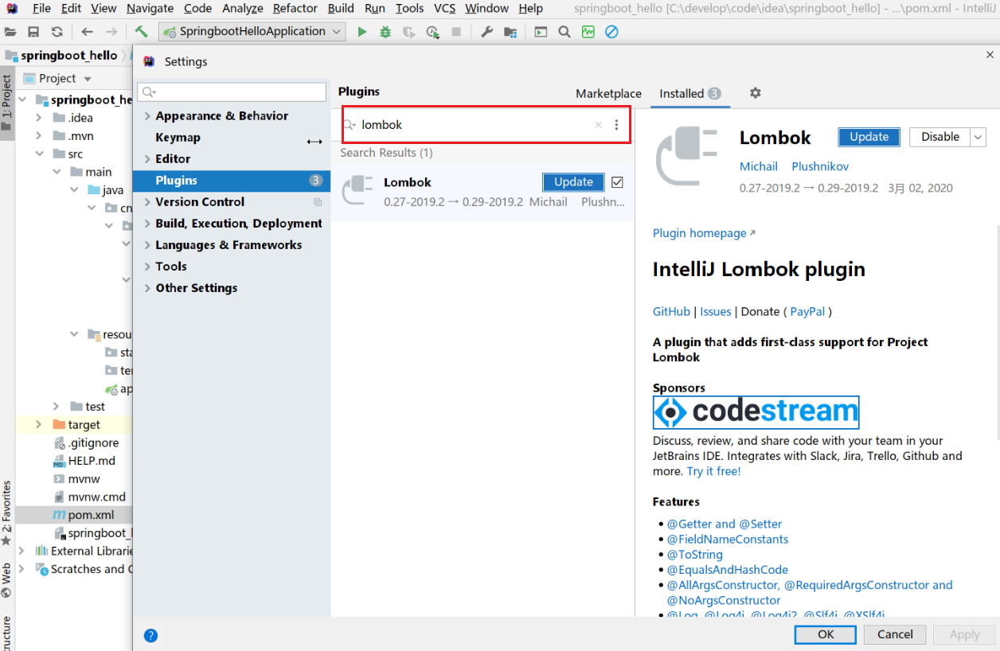 File Edit View Navigate Code Analyze Refactor Build Run Tools VCS Window Help springboot_hello [C:\develop\code\idea\springboot_hello] - ...\pom.xml - IntelliJ
SpringbootHelloApplication
springboot_hello
1: Project
Project
springboot_he
.idea
.mvn
src
main
java
cn
resou
sta
ter
ap
test
target
.gitignore
HELP.md
mvnw
mvnw.cmd
pom.xml
springboot_l
External Librarie
Scratches and C
2: Favorites
Web
ructure
Settings
Appearance & Behavior
Keymap
Editor
Plugins 3
Version Control
Build, Execution, Deployment
Languages & Frameworks
Tools
Other Settings
Plugins
Marketplace Installed 3
lombok
Search Results (1)
Lombok Update
0.27-2019.2 → 0.29-2019.2 Michail Plushn...
Lombok Update Disable
Michail Plushnikov
0.27-2019.2 → 0.29-2019.2 3月 02, 2020
Plugin homepage
IntelliJ Lombok plugin
GitHub | Issues | Donate ( PayPal )
A plugin that adds first-class support for Project
Lombok
Sponsors
codestream
Discuss, review, and share code with your team in your
JetBrains IDE. Integrates with Slack, Jira, Trello, Github and
more. Try it free!
Features
@Getter and @Setter
@FieldNameConstants
@ToString
@EqualsAndHashCode
@AllArgsConstructor, @RequiredArgsConstructor and
@NoArgsConstructor
@Log, @Log4j, @Log4j2, @Slf4j, @XSlf4j
? OK Cancel Apply